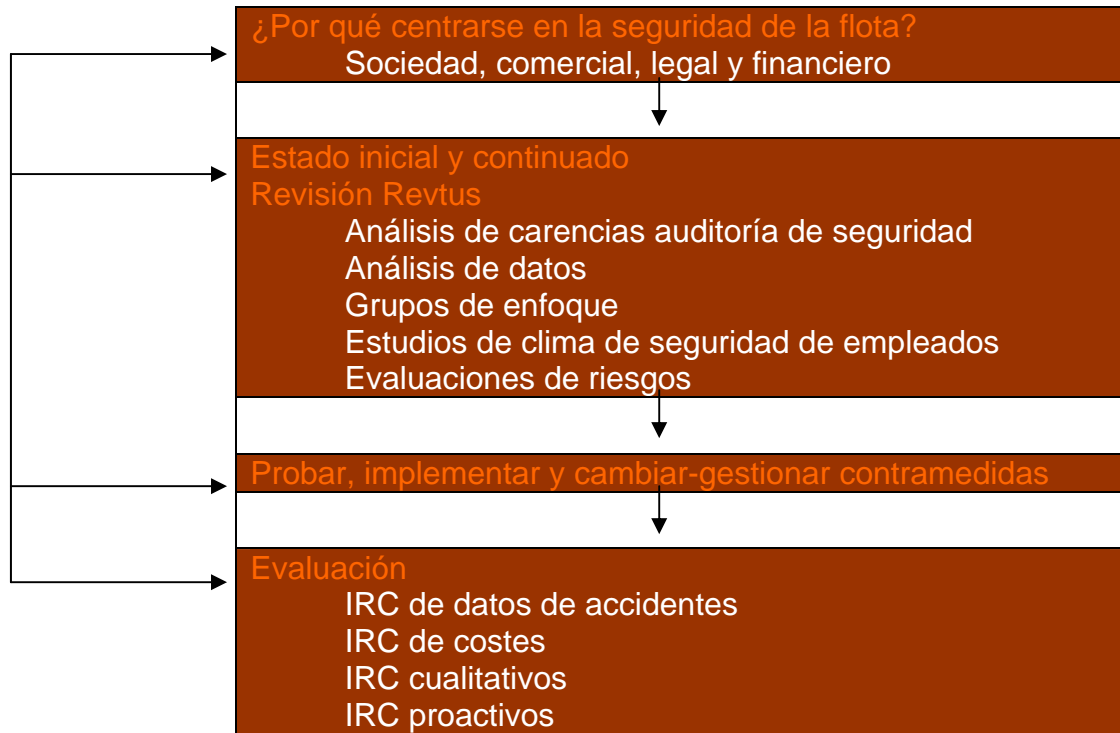 ¿Por qué centrarse en la seguridad de la flota?
Sociedad, comercial, legal y financiero
Estado inicial y continuado
Revisión Revtus
Análisis de carencias auditoría de seguridad
Análisis de datos
Grupos de enfoque
Estudios de clima de seguridad de empleados
Evaluaciones de riesgos
Probar, implementar y cambiar-gestionar contramedidas
Evaluación
IRC de datos de accidentes
IRC de costes
IRC cualitativos
IRC proactivos